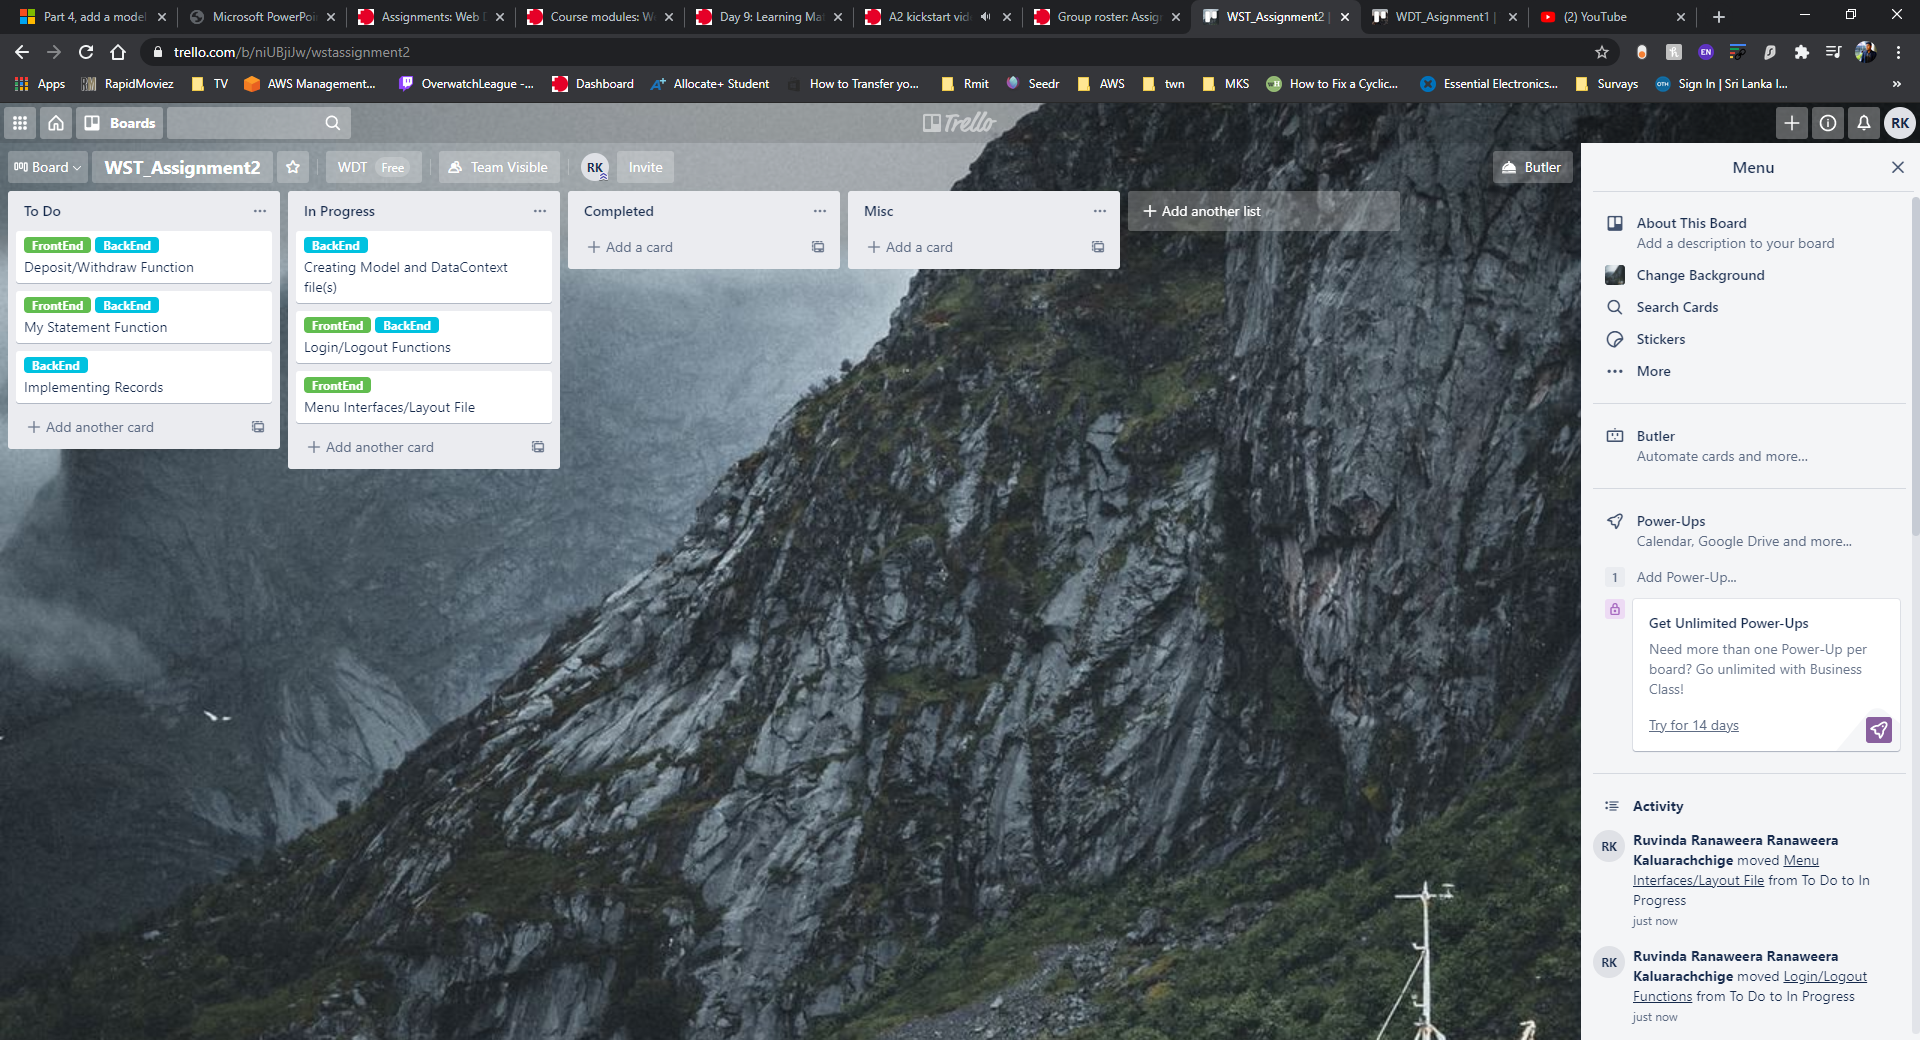 Part 4, add a model
Microsoft PowerPoi
Assignments: Web
Course modules: W
Day 9: Learning Ma
A2 kickstart vid
Group roster: Assig
WST_Assignment2 |
WDT_Asignment1 |
(2) YouTube
trello.com/b/niUBjiJw/wstassignment2
EN
Apps
RapidMoviez
TV
AWS Management...
OverwatchLeague -...
Dashboard
Allocate+ Student
How to Transfer yo...
Rmit
Seedr
AWS
twn
MKS
How to Fix a Cyclic...
Essential Electronics...
Survays
Sign In | Sri Lanka I...
»
Boards
Trello
RK
Board
WST_Assignment2
WDT Free
Team Visible
RK
Invite
Butler
To Do
FrontEnd BackEnd
Deposit/Withdraw Function
FrontEnd BackEnd
My Statement Function
BackEnd
Implementing Records
+ Add another card
In Progress
BackEnd
Creating Model and DataContext
file(s)
FrontEnd BackEnd
Login/Logout Functions
FrontEnd
Menu Interfaces/Layout File
+ Add another card
Completed
+ Add a card
Misc
+ Add a card
+ Add another list
Menu
About This Board
Add a description to your board
Change Background
Search Cards
Stickers
More
Butler
Automate cards and more...
Power-Ups
Calendar, Google Drive and more...
1 Add Power-Up...
Get Unlimited Power-Ups
Need more than one Power-Up per
board? Go unlimited with Business
Class!
Try for 14 days
Activity
RK
Ruvinda Ranaweera Ranaweera
Kaluarachchige moved Menu
Interfaces/Layout File from To Do to In
Progress
just now
RK
Ruvinda Ranaweera Ranaweera
Kaluarachchige moved Login/Logout
Functions from To Do to In Progress
just now